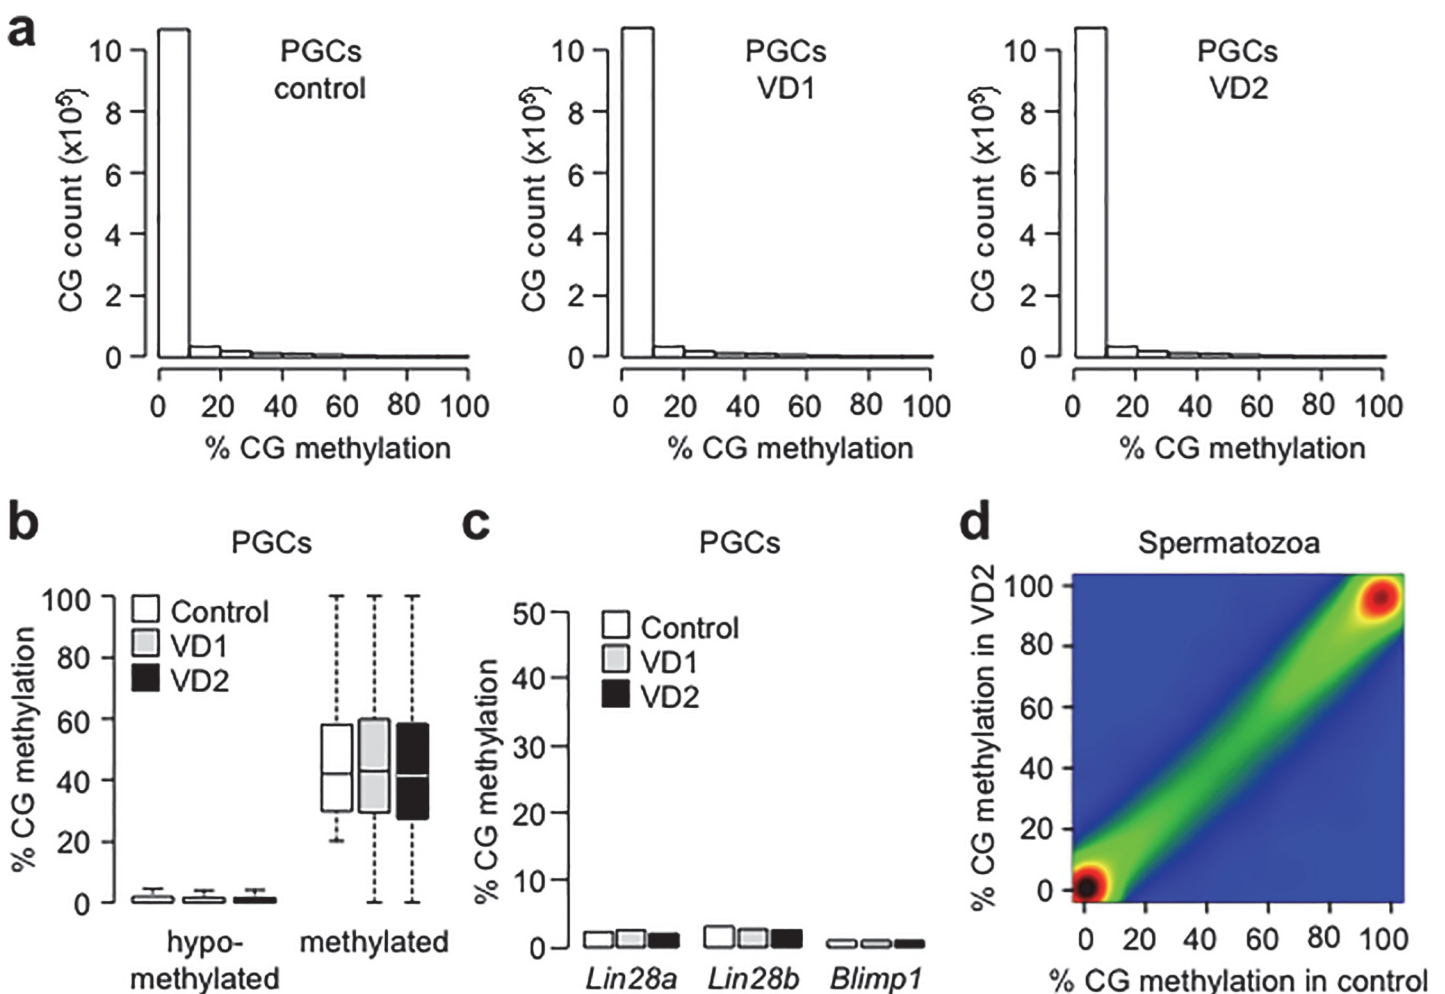 a
PGCs
control
CG count (x10⁵)
10
8
6
4
2
0
0 20 40 60 80 100
% CG methylation
PGCs
VD1
CG count (x10⁵)
10
8
6
4
2
0
0 20 40 60 80 100
% CG methylation
PGCs
VD2
CG count (x10⁵)
10
8
6
4
2
0
0 20 40 60 80 100
% CG methylation
b
PGCs
% CG methylation
100
80
60
40
20
0
Control
VD1
VD2
hypo-
methylated
methylated
c
PGCs
% CG methylation
50
40
30
20
10
0
Control
VD1
VD2
Lin28a Lin28b Blimp1
d
Spermatozoa
% CG methylation in VD2
100
80
60
40
20
0
0 20 40 60 80 100
% CG methylation in control